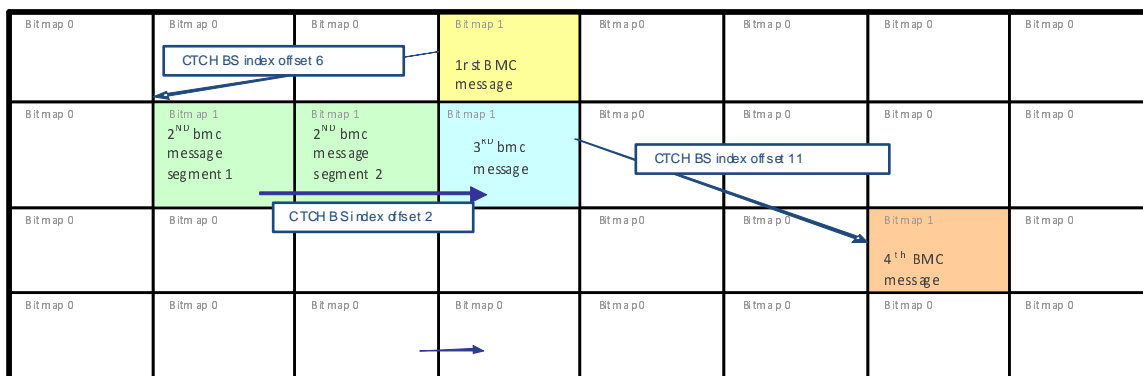 Bitmap 0
Bitmap 0
Bitmap 0
Bitmap 1
Bitmap 0
Bitmap 0
Bitmap 0
Bitmap 0
CTCH BS index offset 6
1rst BMC
message
Bitmap 0
Bitmap 1
Bitmap 1
Bitmap 1
Bitmap 0
Bitmap 0
Bitmap 0
Bitmap 0
2ND bmc
message
segment 1
2ND bmc
message
segment 2
3RD bmc
message
CTCH BS index offset 11
CTCH BS index offset 2
Bitmap 0
Bitmap 0
Bitmap 0
Bitmap 0
Bitmap 0
Bitmap 0
Bitmap 1
Bitmap 0
4th BMC
message
Bitmap 0
Bitmap 0
Bitmap 0
Bitmap 0
Bitmap 0
Bitmap 0
Bitmap 0
Bitmap 0